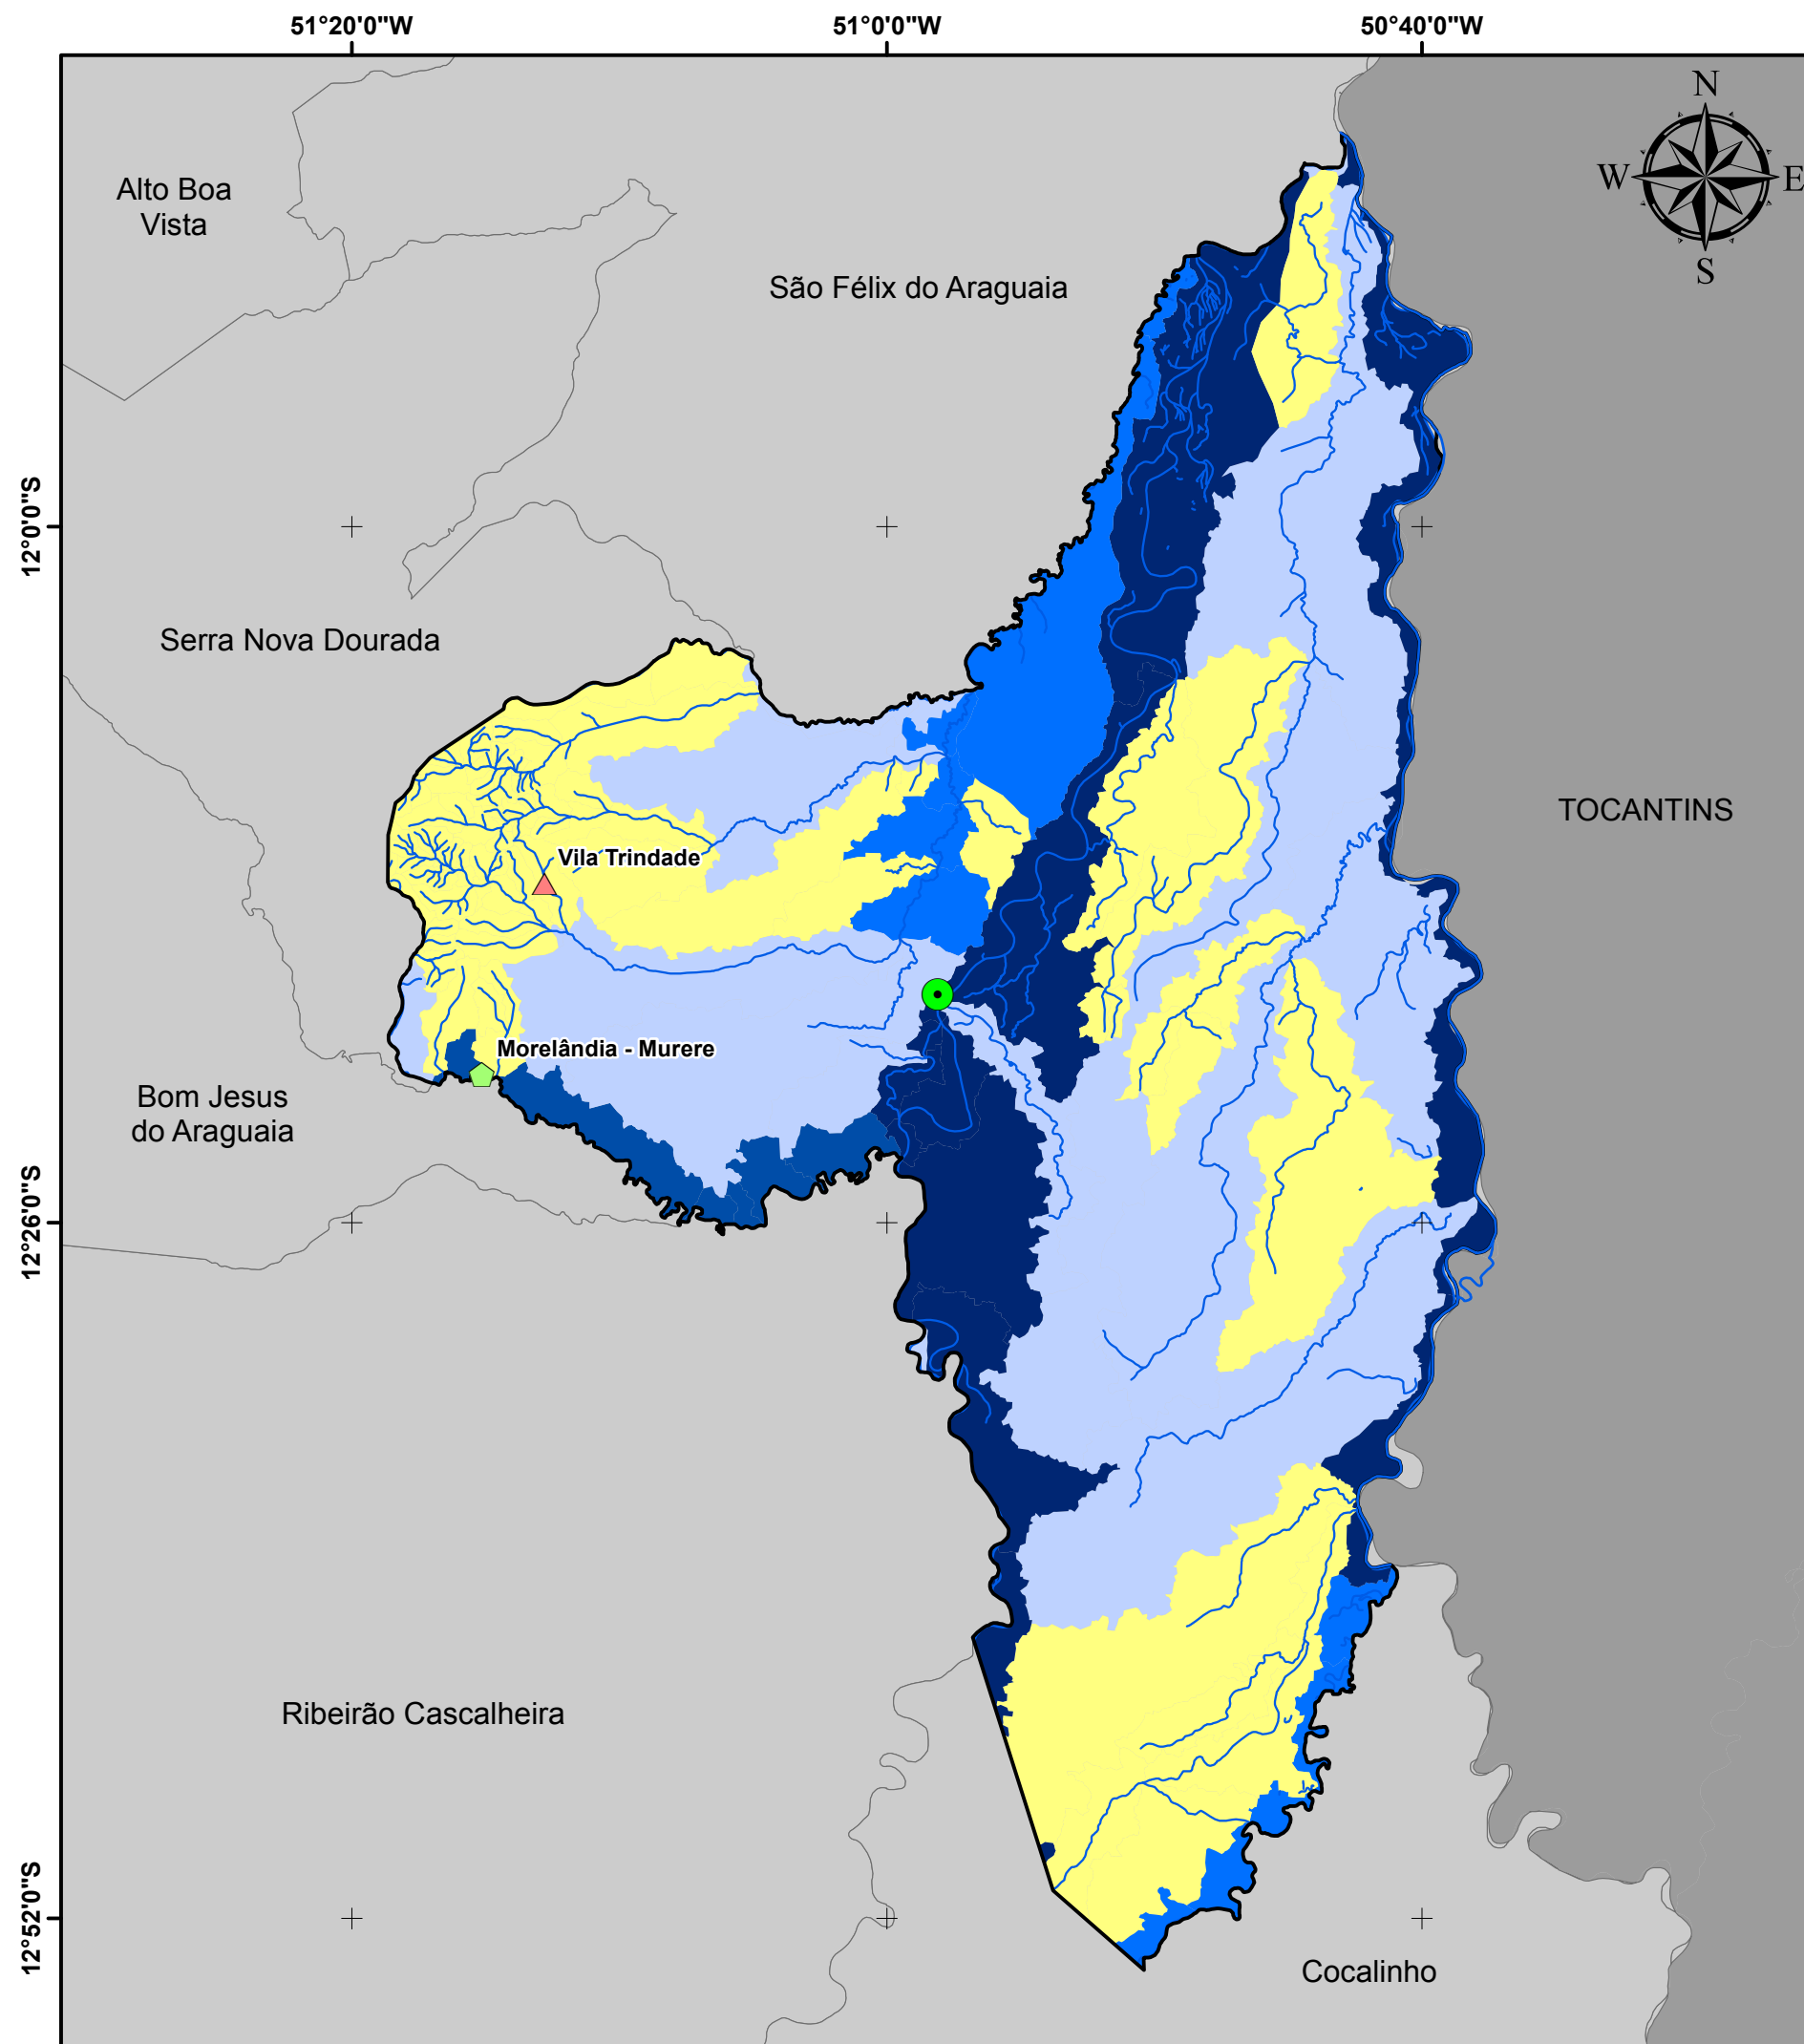 51°20'0"W
51°0'0"W
50°40'0"W
N
W
E
S
Alto Boa
Vista
São Félix do Araguaia
12°0'0"S
Serra Nova Dourada
TOCANTINS
Vila Trindade
Morelândia - Murere
Bom Jesus
do Araguaia
12°26'0"S
Ribeirão Cascalheira
12°52'0"S
Cocalinho